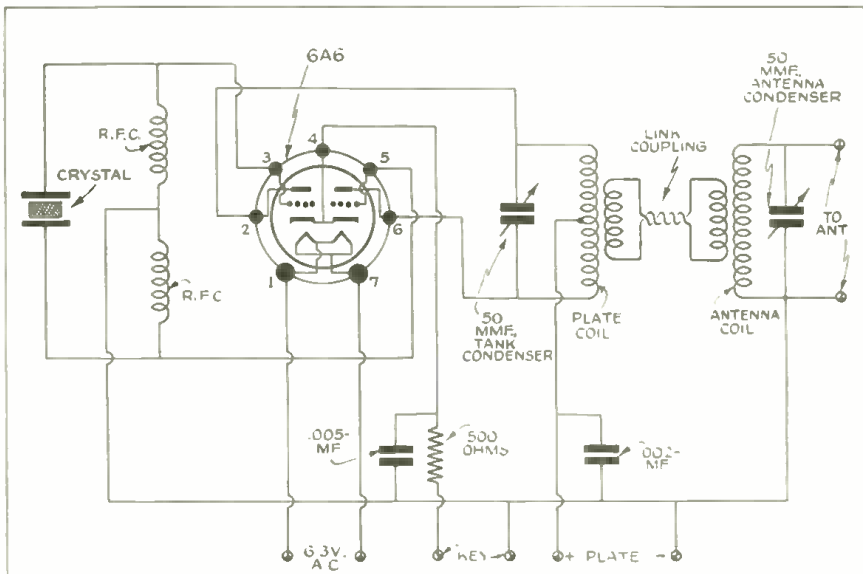 6A6
50
MMF.
ANTENNA
CONDENSER
R.F.C.
LINK
COUPLING
CRYSTAL
3
4
5
2
6
TO
ANT
1
7
R.F.C
50
MMF.
TANK
CONDENSER
PLATE
COIL
ANTENNA
COIL
.005-
MF
500
OHMS
.002-
MF
6.3V.
A C
KEY
+ PLATE -